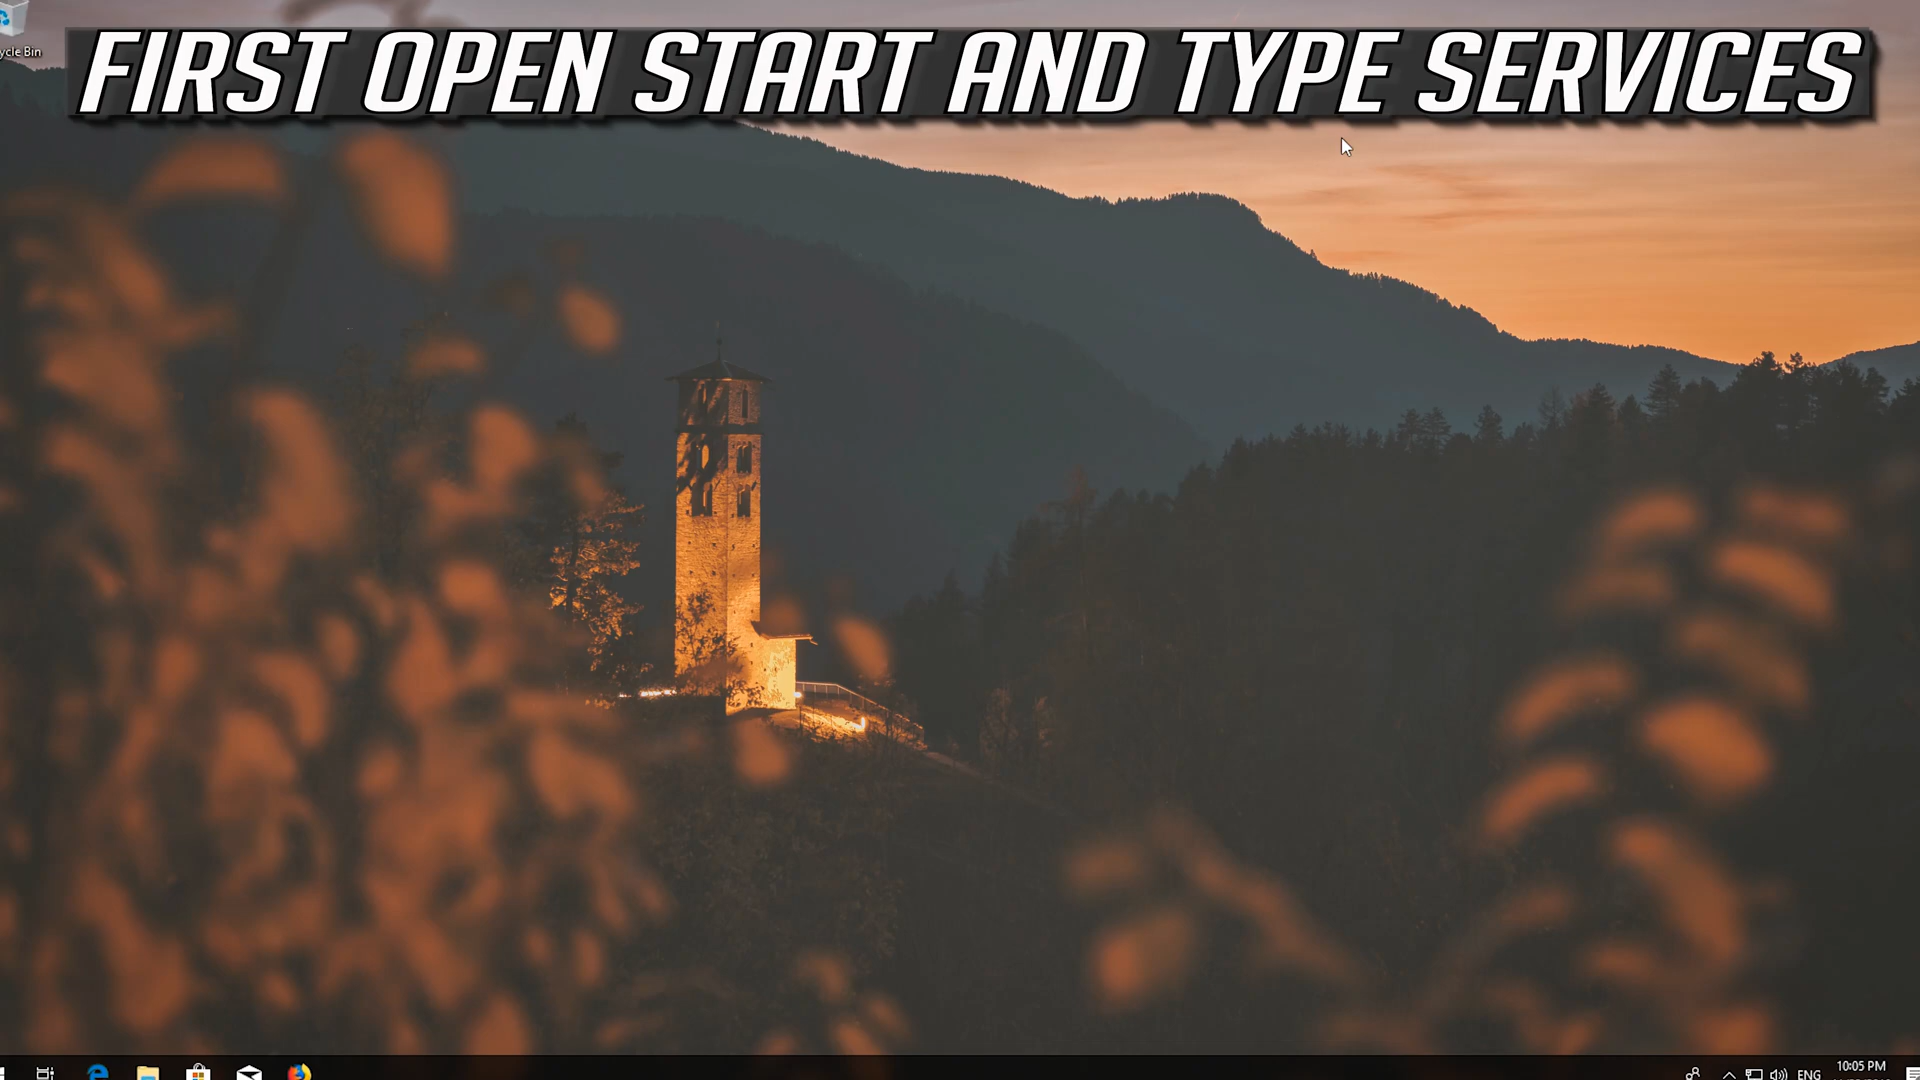 FIRST OPEN START AND TYPE SERVICES
ycle Bin
10:05 PM
ENG